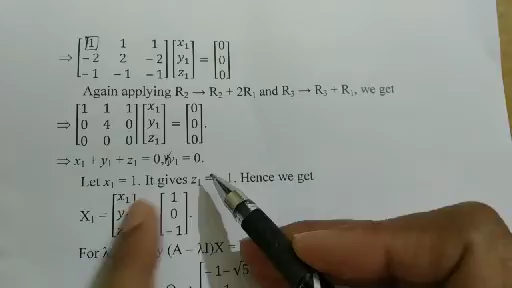 ⇒ [1 1 1; -2 2 -2; -1 -1 -1] [x₁; y₁; z₁] = [0; 0; 0]
Again applying R₂ → R₂ + 2R₁ and R₃ → R₃ + R₁, we get
⇒ [1 1 1; 0 4 0; 0 0 0] [x₁; y₁; z₁] = [0; 0; 0].
⇒ x₁ + y₁ + z₁ = 0, y₁ = 0.
Let x₁ = 1. It gives z₁ = 1. Hence we get
X₁ = [x₁; y₁; z₁] [1; 0; -1].
For (A – λI)X =
-1 – √5